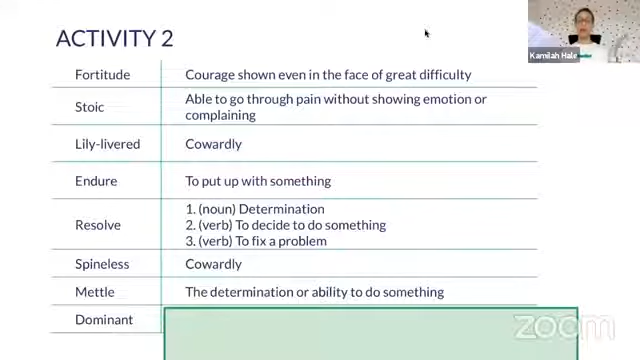 ACTIVITY 2
Kamilah Hale
Fortitude
Courage shown even in the face of great difficulty
Stoic
Able to go through pain without showing emotion or
complaining
Lily-livered
Cowardly
Endure
To put up with something
Resolve
1. (noun) Determination
2. (verb) To decide to do something
3. (verb) To fix a problem
Spineless
Cowardly
Mettle
The determination or ability to do something
Dominant
zoom